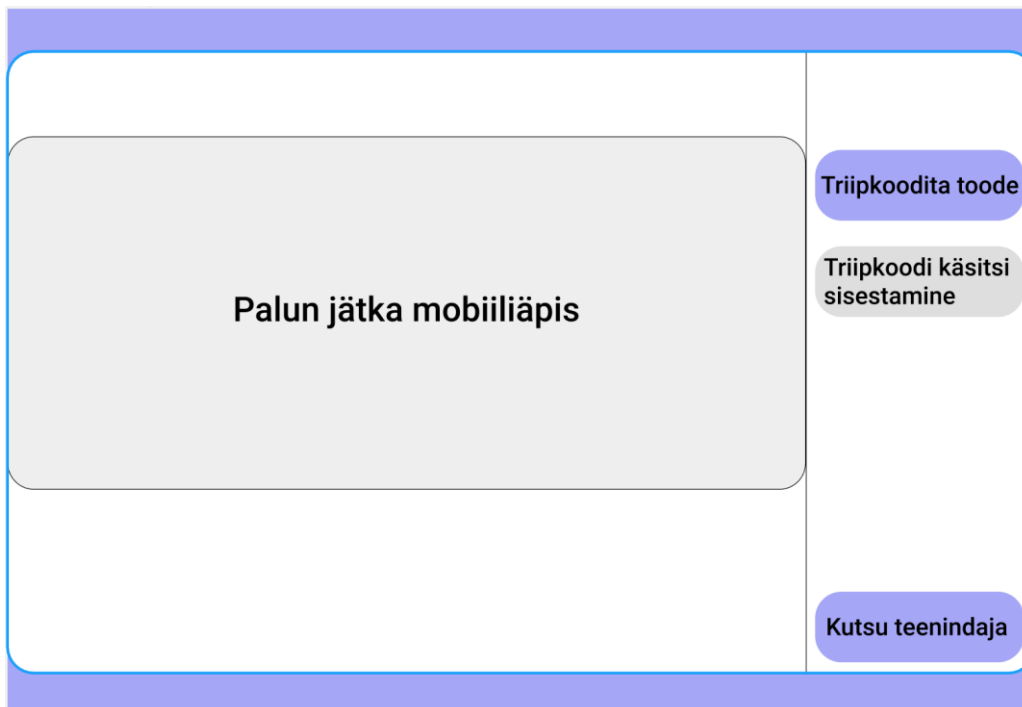 Palun jätka mobiiliäpis
Triipkoodita toode
Triipkoodi käsitsi
sisestamine
Kutsu teenindaja